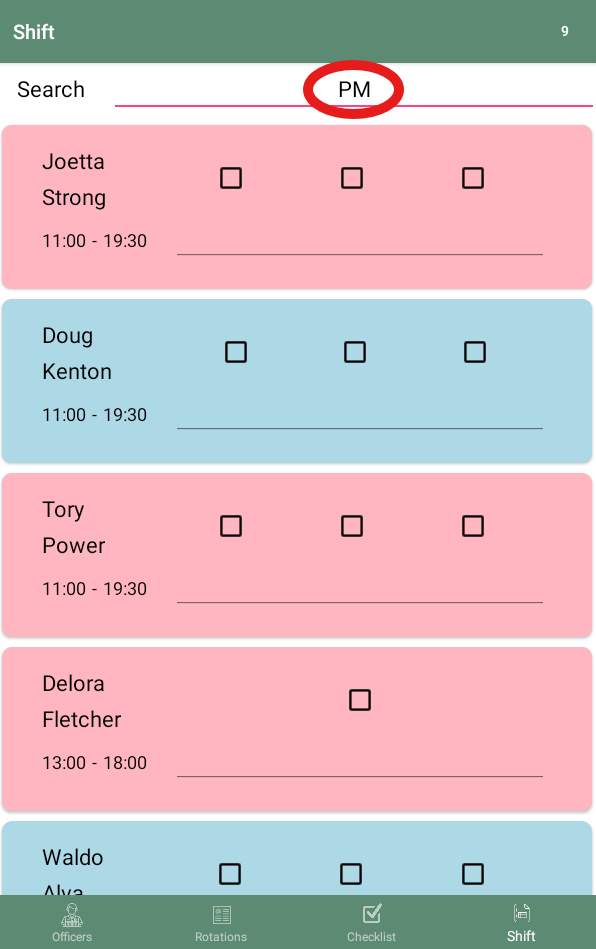 Shift 9
Search PM
Joetta
Strong
11:00 - 19:30
Doug
Kenton
11:00 - 19:30
Tory
Power
11:00 - 19:30
Delora
Fletcher
13:00 - 18:00
Waldo
Alva
Officers Rotations Checklist Shift